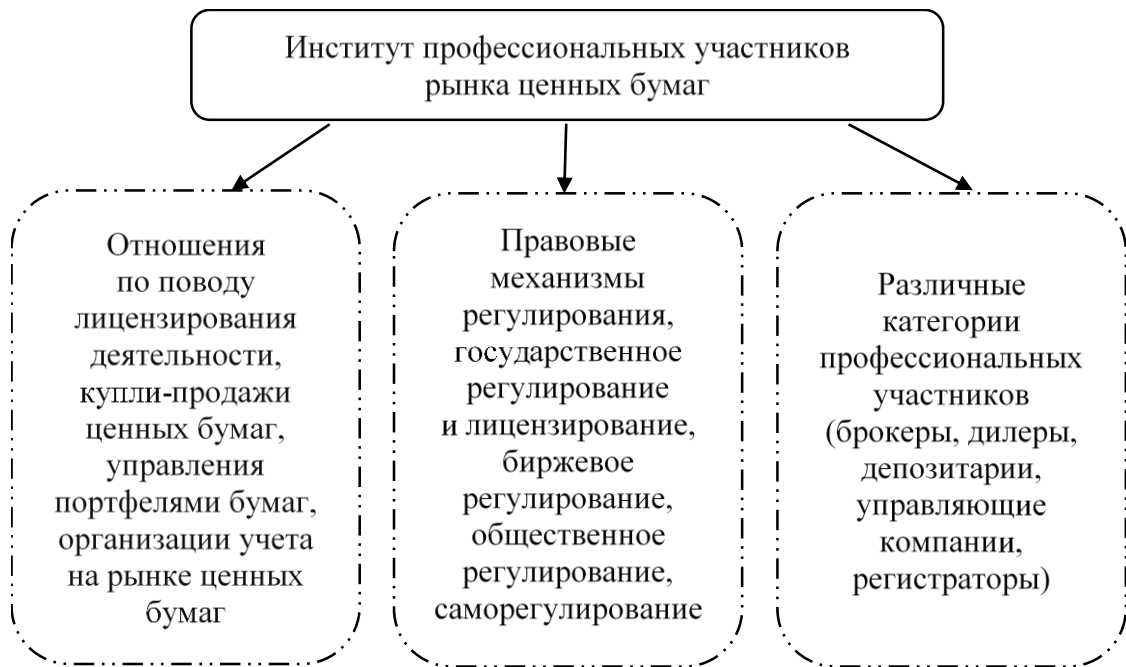 Институт профессиональных участников
рынка ценных бумаг
Отношения
по поводу
лицензирования
деятельности,
купли-продажи
ценных бумаг,
управления
портфелями бумаг,
организации учета
на рынке ценных
бумаг
Правовые
механизмы
регулирования,
государственное
регулирование
и лицензирование,
биржевое
регулирование,
общественное
регулирование,
саморегулирование
Различные
категории
профессиональных
участников
(брокеры, дилеры,
депозитарии,
управляющие
компании,
регистраторы)